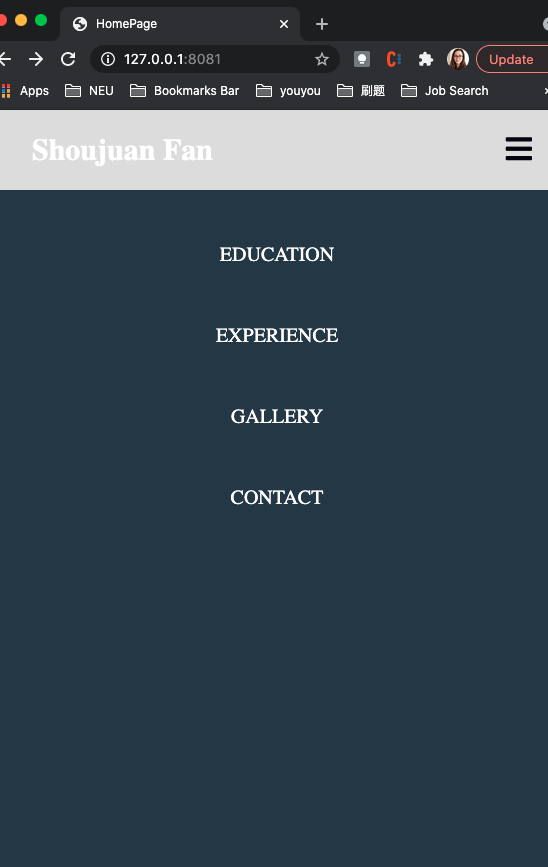 HomePage
127.0.0.1:8081
Update
Apps NEU Bookmarks Bar youyou 刷题 Job Search
Shoujuan Fan
EDUCATION
EXPERIENCE
GALLERY
CONTACT